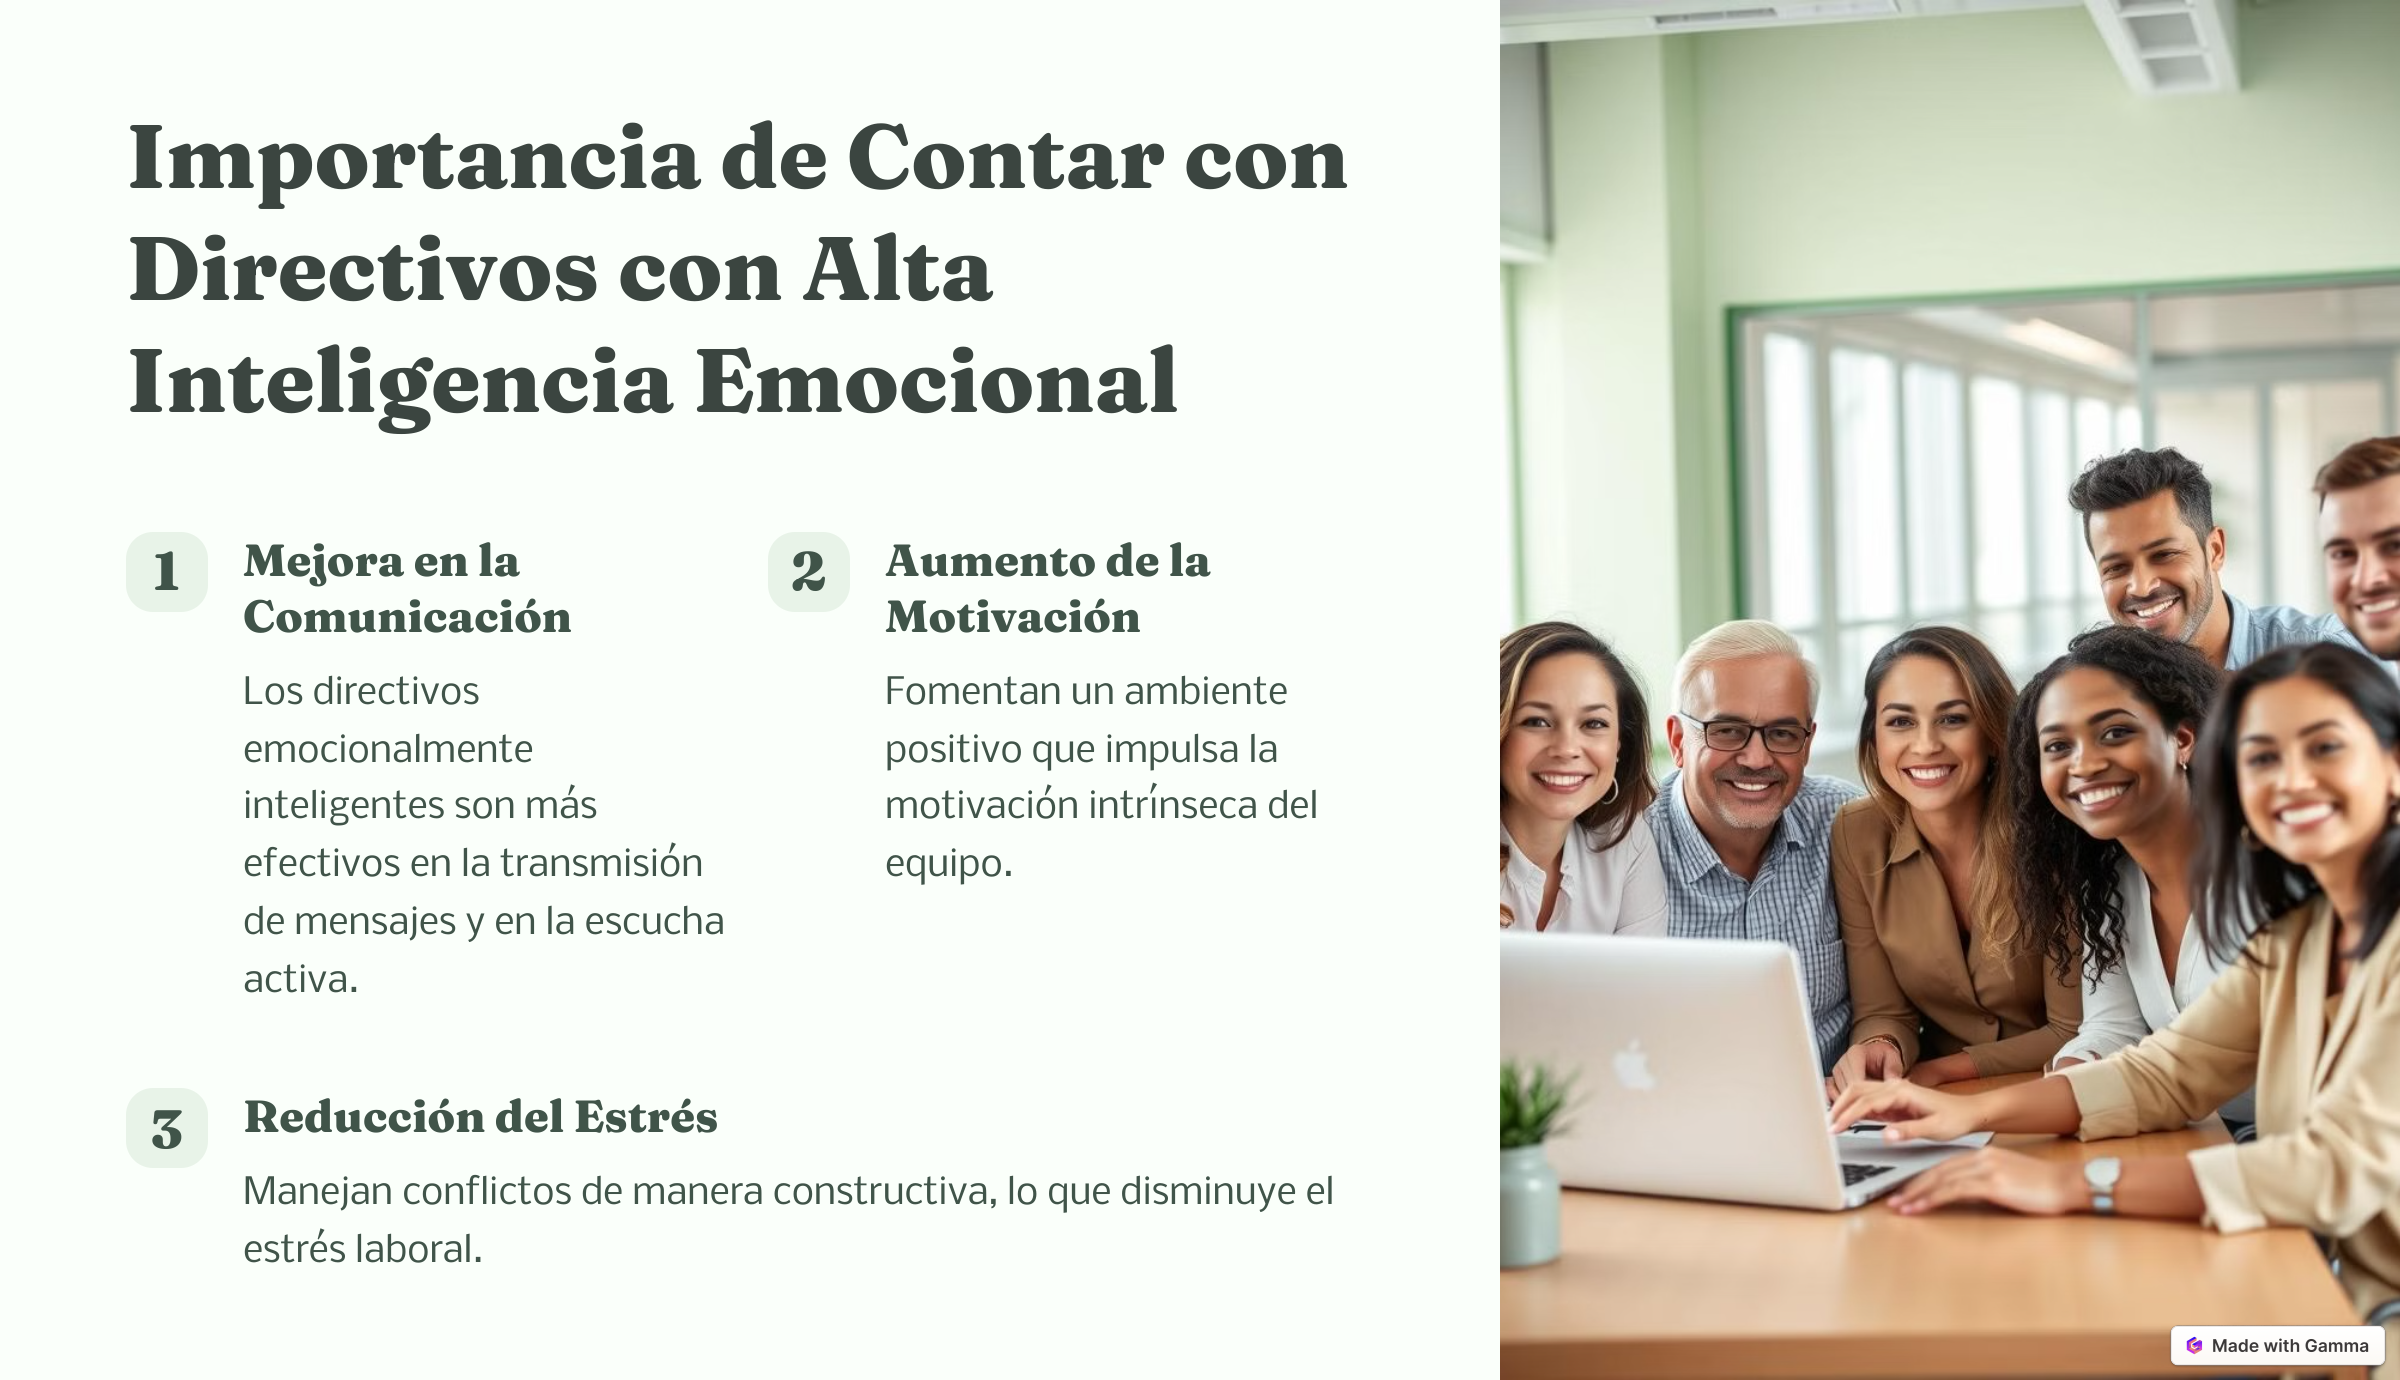 Importancia de Contar con
Directivos con Alta
Inteligencia Emocional
1
Mejora en la
Comunicación
Los directivos
emocionalmente
inteligentes son más
efectivos en la transmisión
de mensajes y en la escucha
activa.
2
Aumento de la
Motivación
Fomentan un ambiente
positivo que impulsa la
motivación intrínseca del
equipo.
3
Reducción del Estrés
Manejan conflictos de manera constructiva, lo que disminuye el
estrés laboral.
Made with Gamma